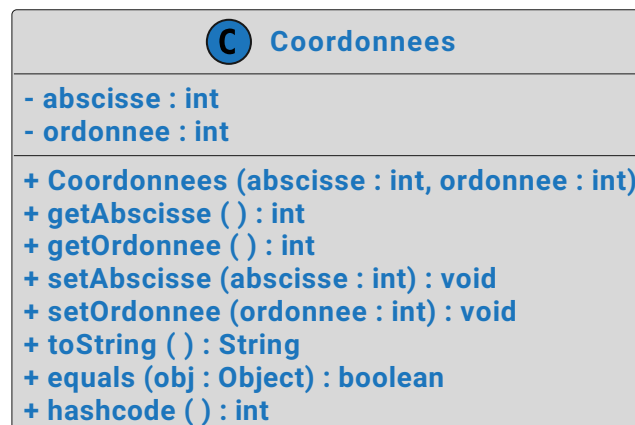 C Coordonnees
- abscisse : int
- ordonnee : int
+ Coordonnees (abscisse : int, ordonnee : int)
+ getAbscisse ( ) : int
+ getOrdonnee ( ) : int
+ setAbscisse (abscisse : int) : void
+ setOrdonnee (ordonnee : int) : void
+ toString ( ) : String
+ equals (obj : Object) : boolean
+ hashcode ( ) : int